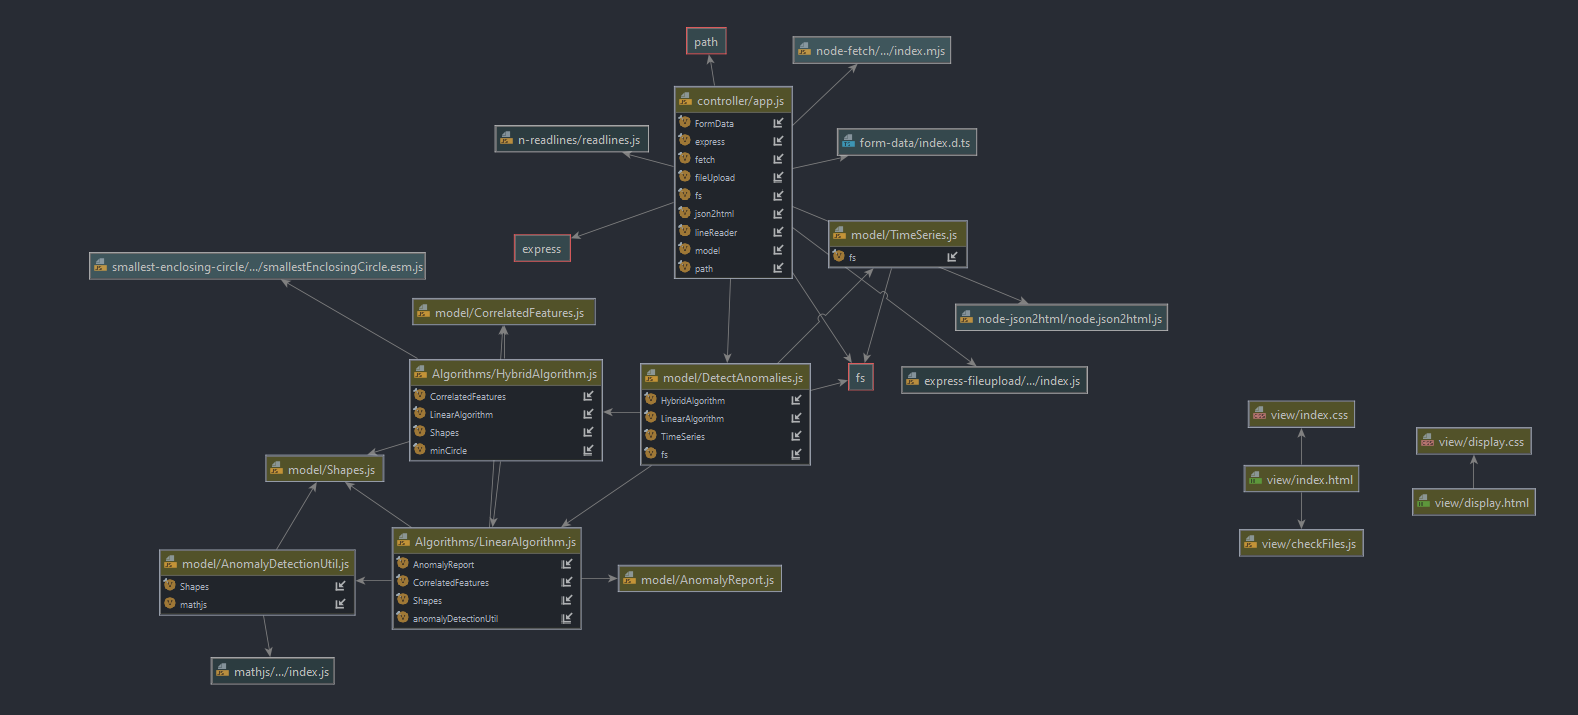 path
node-fetch/.../index.mjs
controller/app.js
FormData
express
fetch
fileUpload
fs
json2html
lineReader
model
path
n-readlines/readlines.js
form-data/index.d.ts
express
model/TimeSeries.js
fs
smallest-enclosing-circle/.../smallestEnclosingCircle.esm.js
model/CorrelatedFeatures.js
node-json2html/node.json2html.js
Algorithms/HybridAlgorithm.js
CorrelatedFeatures
LinearAlgorithm
Shapes
minCircle
model/DetectAnomalies.js
HybridAlgorithm
LinearAlgorithm
TimeSeries
fs
fs
express-fileupload/.../index.js
view/index.css
view/display.css
model/Shapes.js
view/index.html
view/display.html
Algorithms/LinearAlgorithm.js
AnomalyReport
CorrelatedFeatures
Shapes
anomalyDetectionUtil
view/checkFiles.js
model/AnomalyDetectionUtil.js
Shapes
mathjs
model/AnomalyReport.js
mathjs/.../index.js